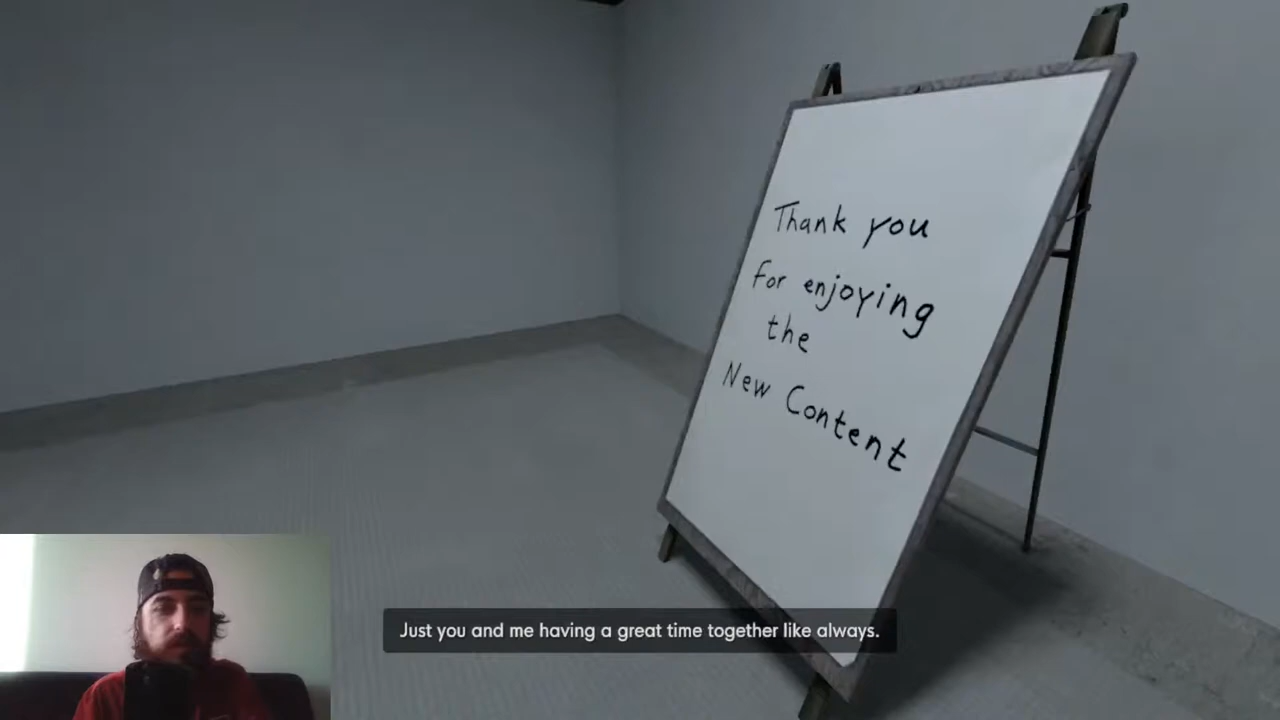 Thank you
for enjoying
the
New Content
Just you and me having a great time together like always.